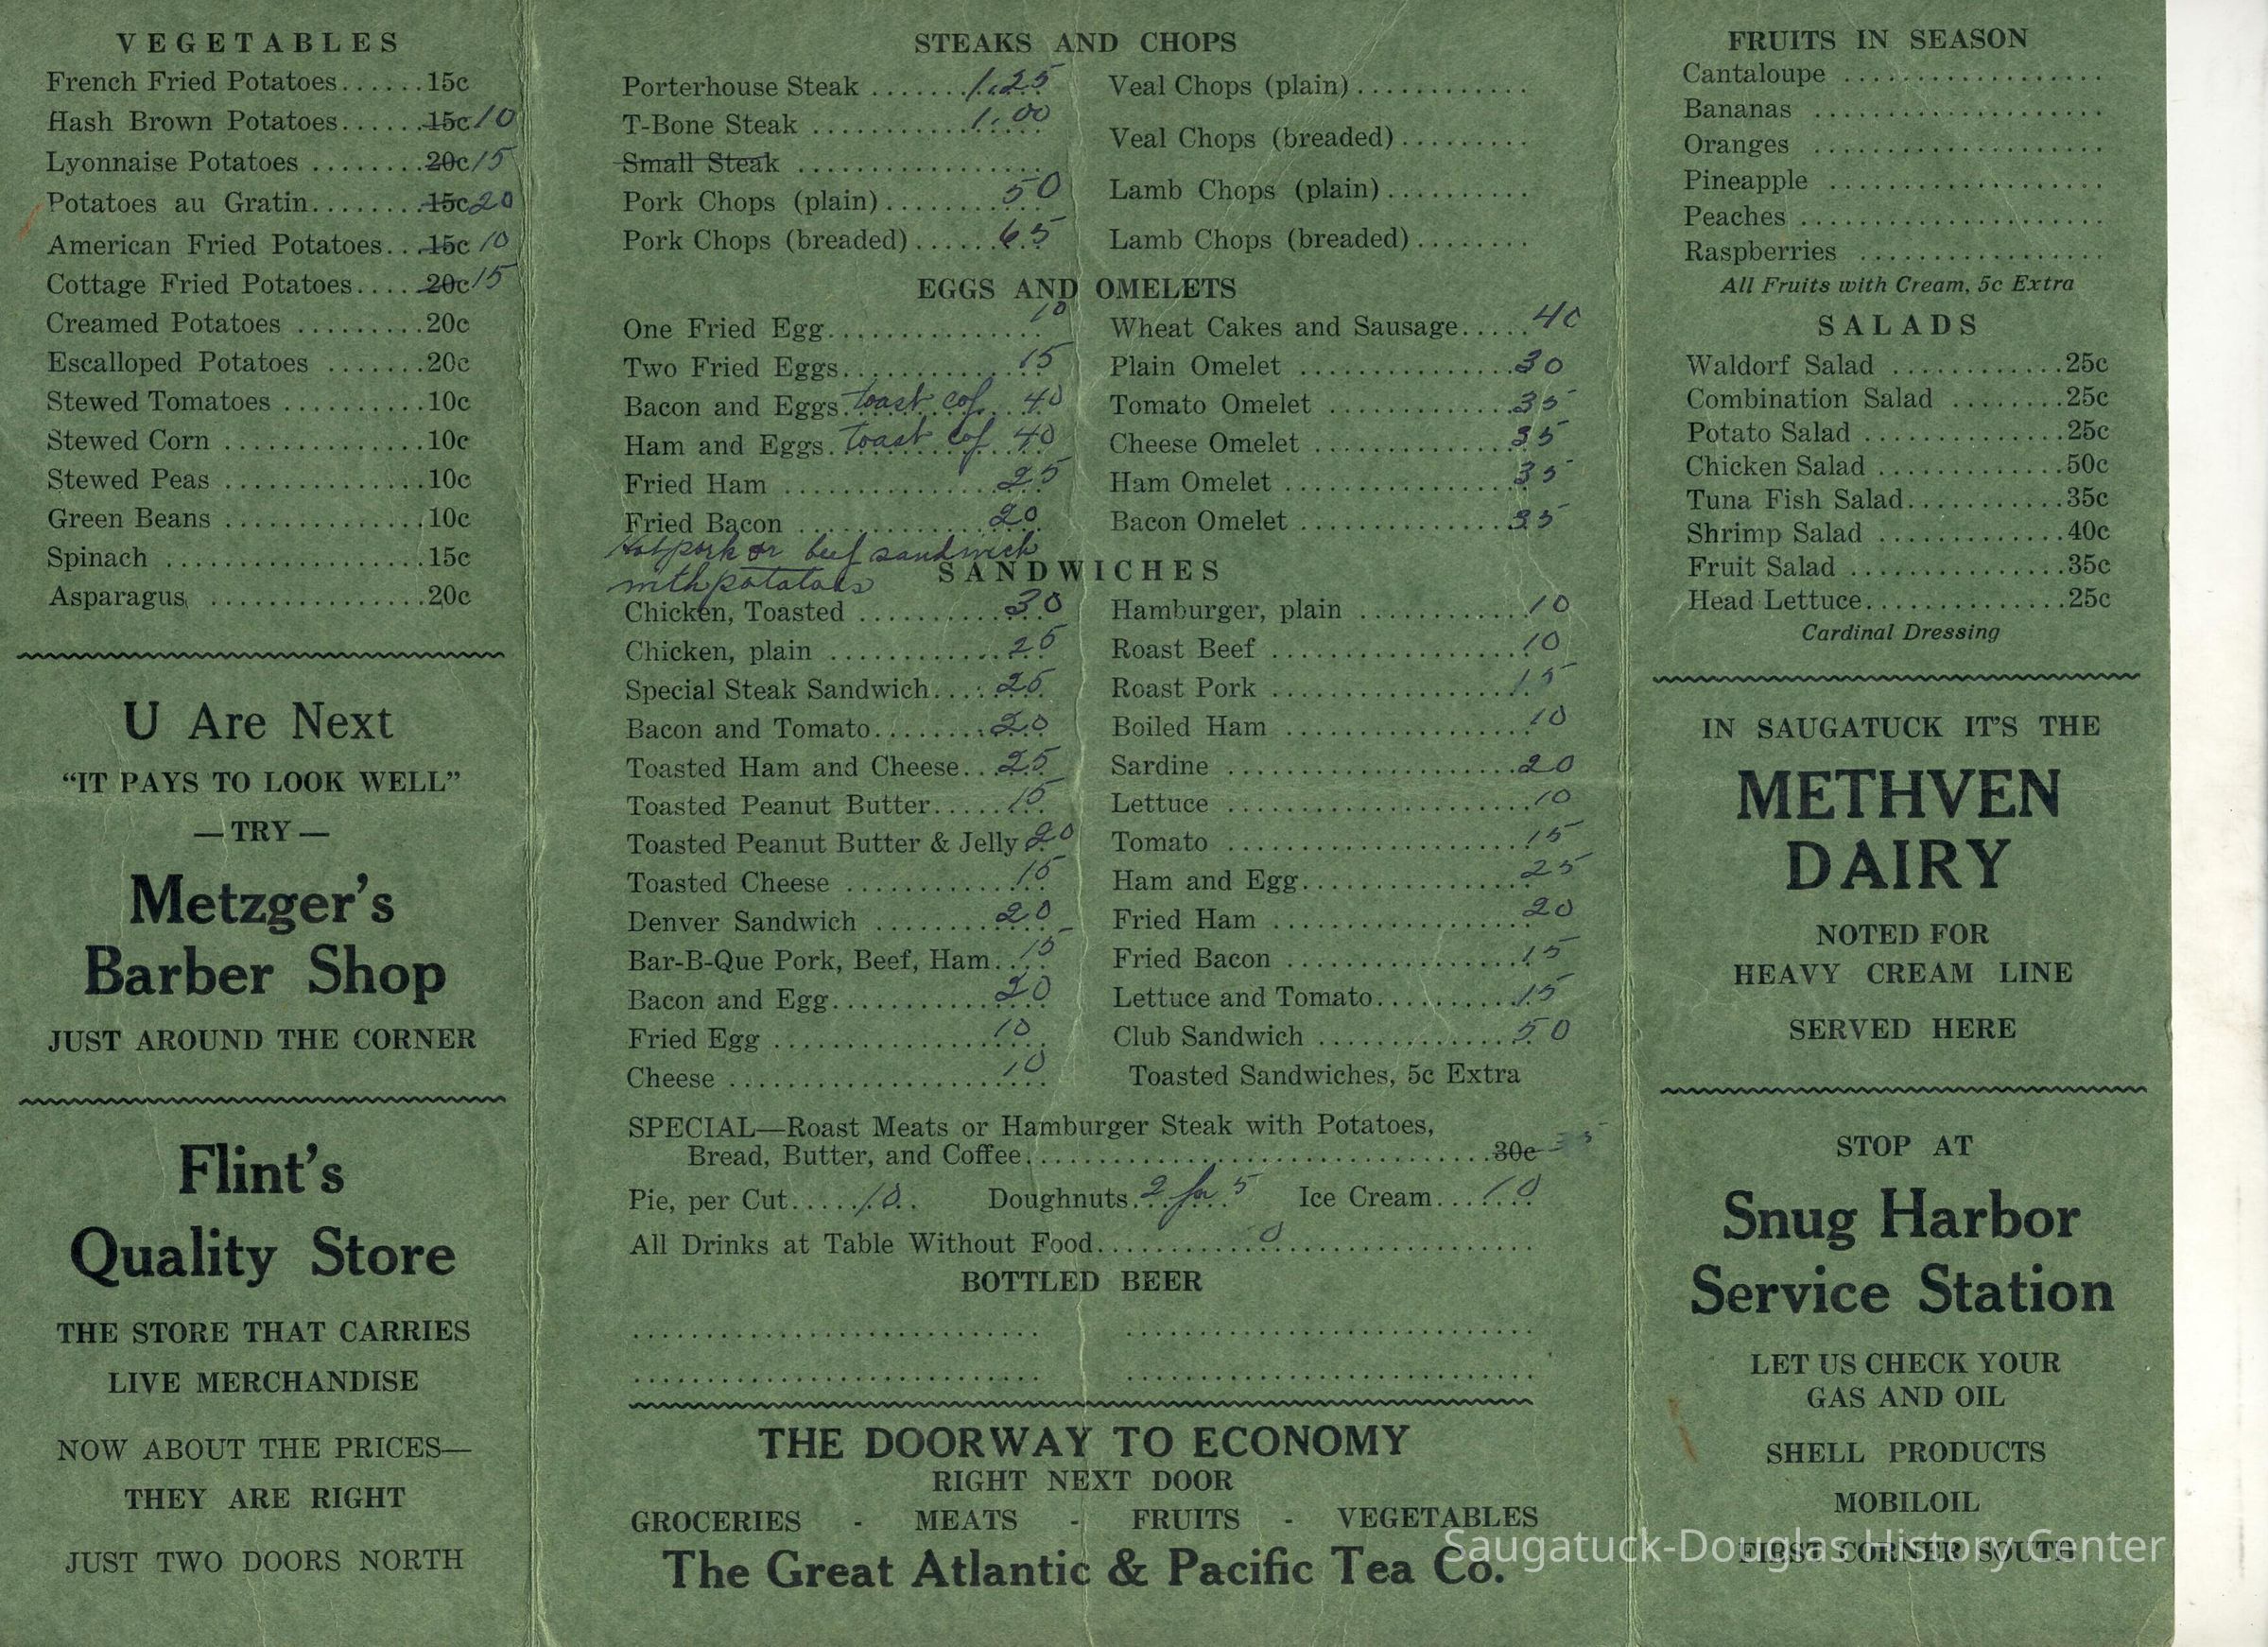 VEGETABLES
French Fried Potatoes......15c
Hash Brown Potatoes......15c 10
Lyonnaise Potatoes .......20c 15
Potatoes au Gratin.......15c 20
American Fried Potatoes...15c 10
Cottage Fried Potatoes.....20c 15
Creamed Potatoes .........20c
Escalloped Potatoes .......20c
Stewed Tomatoes ..........10c
Stewed Corn ..............10c
Stewed Peas ...............10c
Green Beans ..............10c
Spinach ...................15c
Asparagus ................20c
U Are Next
“IT PAYS TO LOOK WELL”
—TRY—
Metzger's
Barber Shop
JUST AROUND THE CORNER
Flint's
Quality Store
THE STORE THAT CARRIES
LIVE MERCHANDISE
NOW ABOUT THE PRICES—
THEY ARE RIGHT
JUST TWO DOORS NORTH
STEAKS AND CHOPS
Porterhouse Steak .......1.25
T-Bone Steak ............1.00
Small Steak ..................
Pork Chops (plain).........50
Pork Chops (breaded)......65
Veal Chops (plain)............
Veal Chops (breaded).........
Lamb Chops (plain)..........
Lamb Chops (breaded)........
EGGS AND OMELETS
One Fried Egg...............10
Two Fried Eggs..............15
Bacon and Eggs. toast cof. 40
Ham and Eggs. toast cof 40
Fried Ham .................25
Fried Bacon ...............20
Wheat Cakes and Sausage.....40
Plain Omelet ................30
Tomato Omelet ..............35
Cheese Omelet ..............35
Ham Omelet ................35
Bacon Omelet ...............35
Hot pork or beef sandwich
with potatoes
SANDWICHES
Chicken, Toasted ...........30
Chicken, plain .............25
Special Steak Sandwich.....25
Bacon and Tomato.........20
Toasted Ham and Cheese...25
Toasted Peanut Butter......15
Toasted Peanut Butter & Jelly 20
Toasted Cheese ............15
Denver Sandwich ..........20
Bar-B-Que Pork, Beef, Ham...15
Bacon and Egg............20
Fried Egg ................10
Cheese ...................10
Hamburger, plain ............10
Roast Beef ..................10
Roast Pork .................15
Boiled Ham .................10
Sardine ....................20
Lettuce ....................10
Tomato ....................15
Ham and Egg................25
Fried Ham ..................20
Fried Bacon ................15
Lettuce and Tomato..........15
Club Sandwich ..............50
Toasted Sandwiches, 5c Extra
SPECIAL—Roast Meats or Hamburger Steak with Potatoes,
Bread, Butter, and Coffee...............................30c 35
Pie, per Cut.....10.. Doughnuts. 2 for 5 Ice Cream...10
All Drinks at Table Without Food...........0...................
BOTTLED BEER
THE DOORWAY TO ECONOMY
RIGHT NEXT DOOR
GROCERIES - MEATS - FRUITS - VEGETABLES
The Great Atlantic & Pacific Tea Co.
FRUITS IN SEASON
Cantaloupe ..................
Bananas ....................
Oranges ....................
Pineapple ...................
Peaches .....................
Raspberries .................
All Fruits with Cream, 5c Extra
SALADS
Waldorf Salad ............25c
Combination Salad ........25c
Potato Salad ..............25c
Chicken Salad .............50c
Tuna Fish Salad...........35c
Shrimp Salad .............40c
Fruit Salad ...............35c
Head Lettuce..............25c
Cardinal Dressing
IN SAUGATUCK IT'S THE
METHVEN
DAIRY
NOTED FOR
HEAVY CREAM LINE
SERVED HERE
STOP AT
Snug Harbor
Service Station
LET US CHECK YOUR
GAS AND OIL
SHELL PRODUCTS
MOBILOIL
FIRST CORNER SOUTH
Saugatuck-Douglas History Center